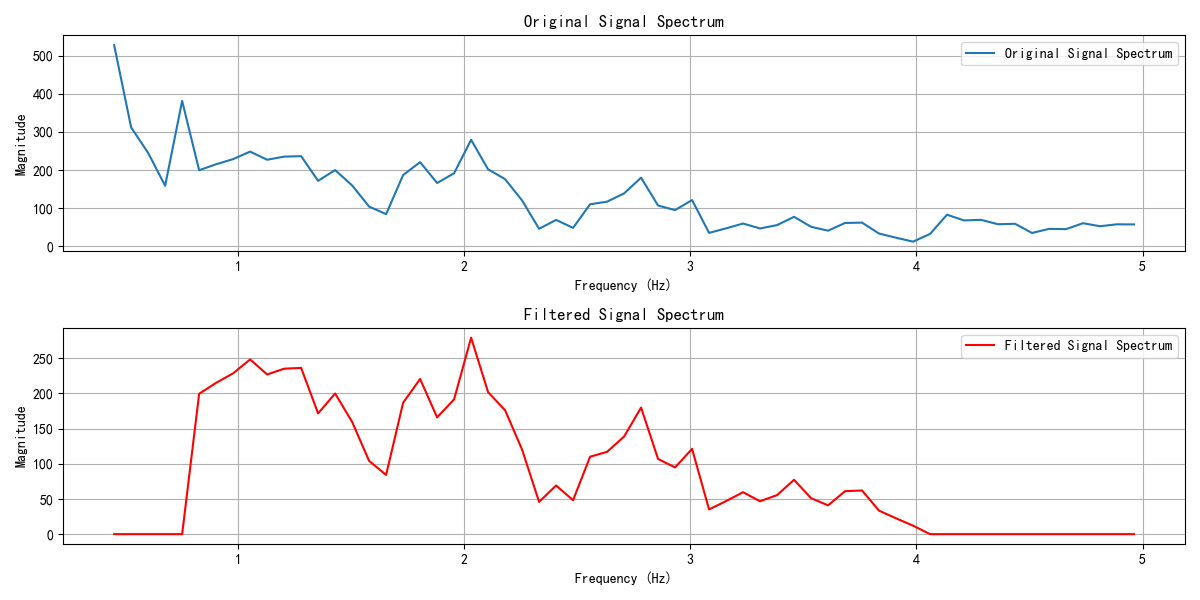 Original Signal Spectrum
Original Signal Spectrum
500
400
300
200
100
0
Magnitude
1 2 3 4 5
Frequency (Hz)
Filtered Signal Spectrum
Filtered Signal Spectrum
250
200
150
100
50
0
Magnitude
1 2 3 4 5
Frequency (Hz)